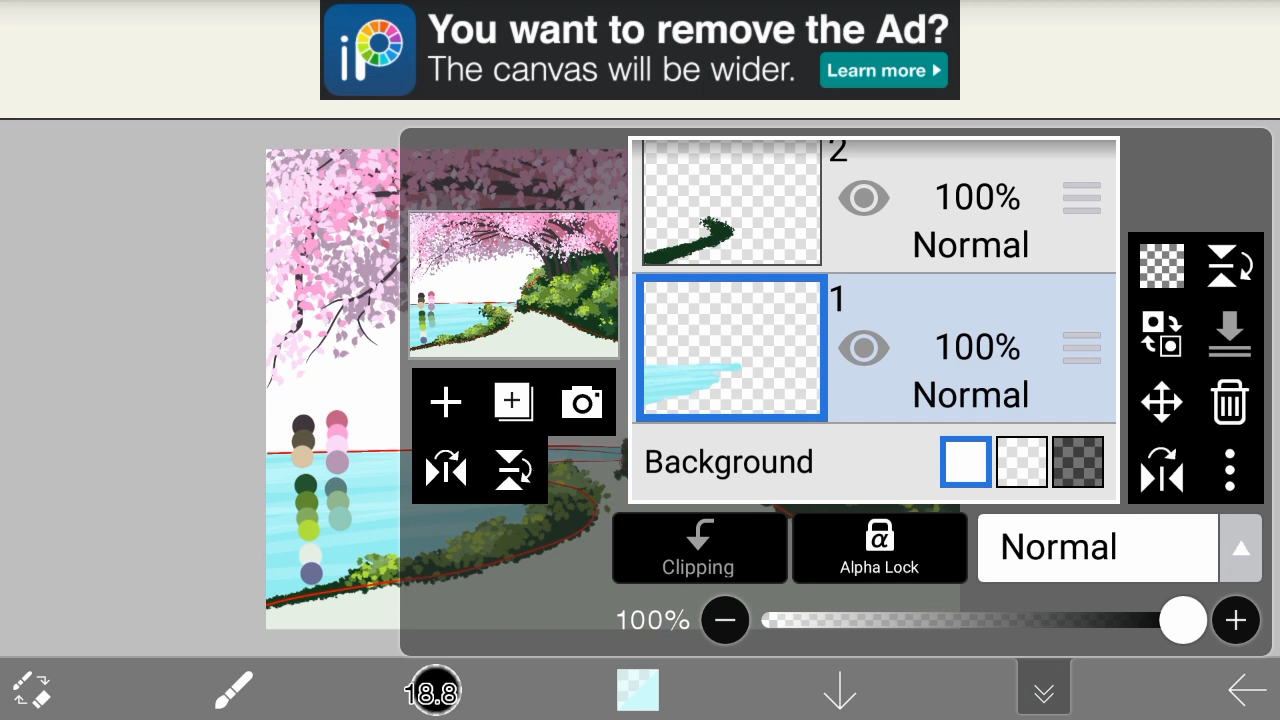 iP
You want to remove the Ad?
The canvas will be wider.
Learn more
2
100%
Normal
1
100%
Normal
Background
Clipping
α
Alpha Lock
Normal
100%
18.8